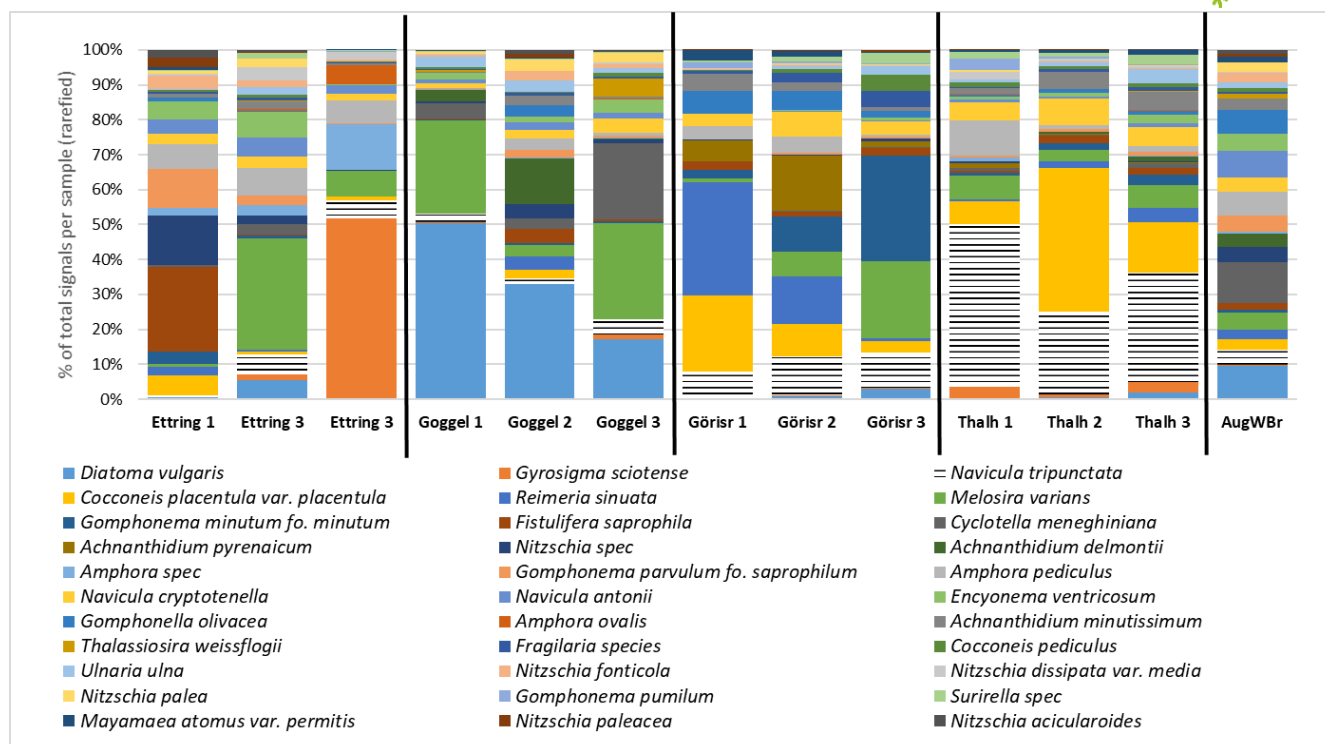 % of total signals per sample (rarefied)
100%
90%
80%
70%
60%
50%
40%
30%
20%
10%
0%
Ettring 1 Ettring 3 Ettring 3 Goggel 1 Goggel 2 Goggel 3 Görisr 1 Görisr 2 Görisr 3 Thalh 1 Thalh 2 Thalh 3 AugWBr
Diatoma vulgaris Gyrosigma sciotense Navicula tripunctata
Cocconeis placentula var. placentula Reimeria sinuata Melosira varians
Gomphonema minutum fo. minutum Fistulifera saprophila Cyclotella meneghiniana
Achnanthidium pyrenaicum Nitzschia spec Achnanthidium delmontii
Amphora spec Gomphonema parvulum fo. saprophilum Amphora pediculus
Navicula cryptotenella Navicula antonii Encyonema ventricosum
Gomphonella olivacea Amphora ovalis Achnanthidium minutissimum
Thalassiosira weissflogii Fragilaria species Cocconeis pediculus
Ulnaria ulna Nitzschia fonticola Nitzschia dissipata var. media
Nitzschia palea Gomphonema pumilum Surirella spec
Mayamaea atomus var. permitis Nitzschia paleacea Nitzschia acicularoides